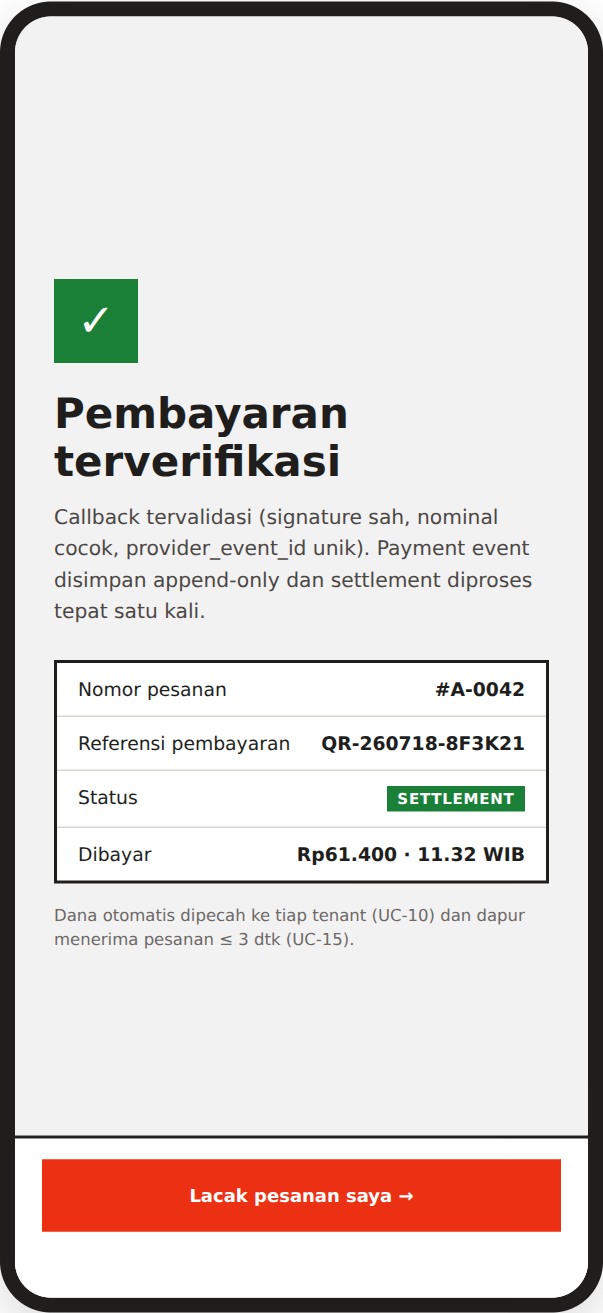 ✓
Pembayaran
terverifikasi
Callback tervalidasi (signature sah, nominal
cocok, provider_event_id unik). Payment event
disimpan append-only dan settlement diproses
tepat satu kali.
Nomor pesanan #A-0042
Referensi pembayaran QR-260718-8F3K21
Status SETTLEMENT
Dibayar Rp61.400 · 11.32 WIB
Dana otomatis dipecah ke tiap tenant (UC-10) dan dapur
menerima pesanan ≤ 3 dtk (UC-15).
Lacak pesanan saya →